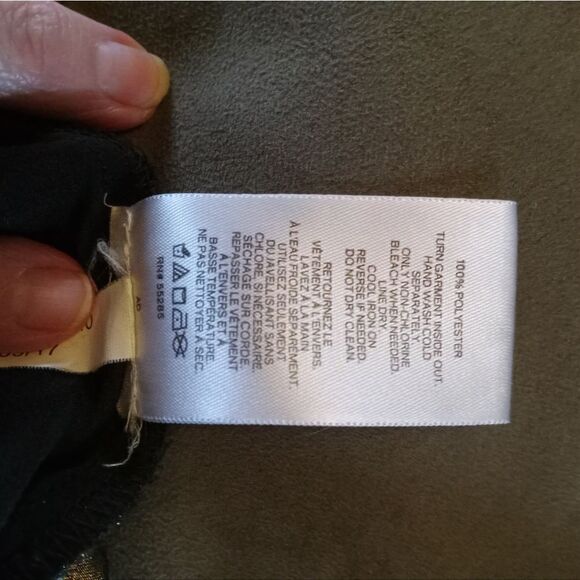 100% POLYESTER
TURN GARMENT INSIDE OUT.
HAND WASH COLD
SEPARATELY.
ONLY NON-CHLORINE
BLEACH IF NEEDED.
LINE DRY.
COOL IRON ON
REVERSE IF NEEDED.
DO NOT DRY CLEAN.
RETOURNEZ LE
VÊTEMENT À L'ENVERS.
LAVEZ À LA MAIN
À L'EAU FROIDE SÉPAREMENT.
UTILISEZ SEULEMENT
DU JAVELLISANT SANS
CHLORE, SI NÉCESSAIRE.
SÉCHAGE SUR CORDE.
REPASSER LE VÊTEMENT
À L'ENVERS ET À
BASSE TEMPÉRATURE.
NE PAS NETTOYER À SEC.
RN# 55285